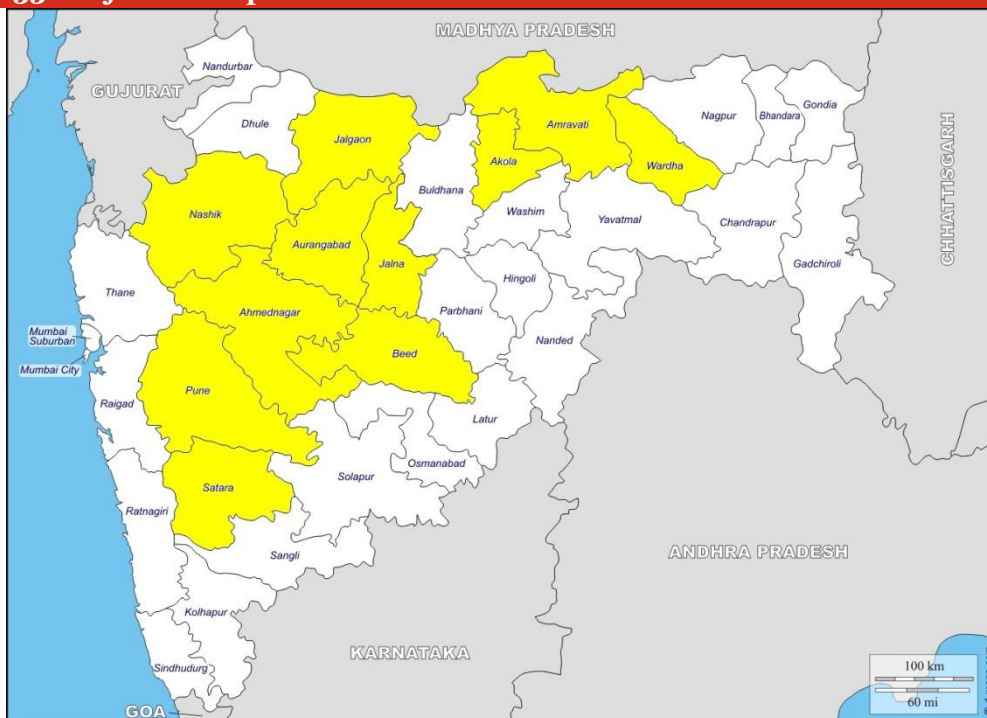 MADHYA PRADESH
GUJURAT
CHHATTISGARH
Nandurbar
Dhule
Jalgaon
Nashik
Aurangabad
Jalna
Buldhana
Akola
Amravati
Wardha
Nagpur
Bhandara
Gondia
Washim
Yavatmal
Chandrapur
Gadchiroli
Hingoli
Parbhani
Nanded
Thane
Mumbai
Suburban
Mumbai City
Ahmednagar
Beed
Pune
Raigad
Latur
Osmanabad
Solapur
Satara
Ratnagiri
Sangli
Kolhapur
Sindhudurg
ANDHRA PRADESH
KARNATAKA
GOA
100 km
60 mi